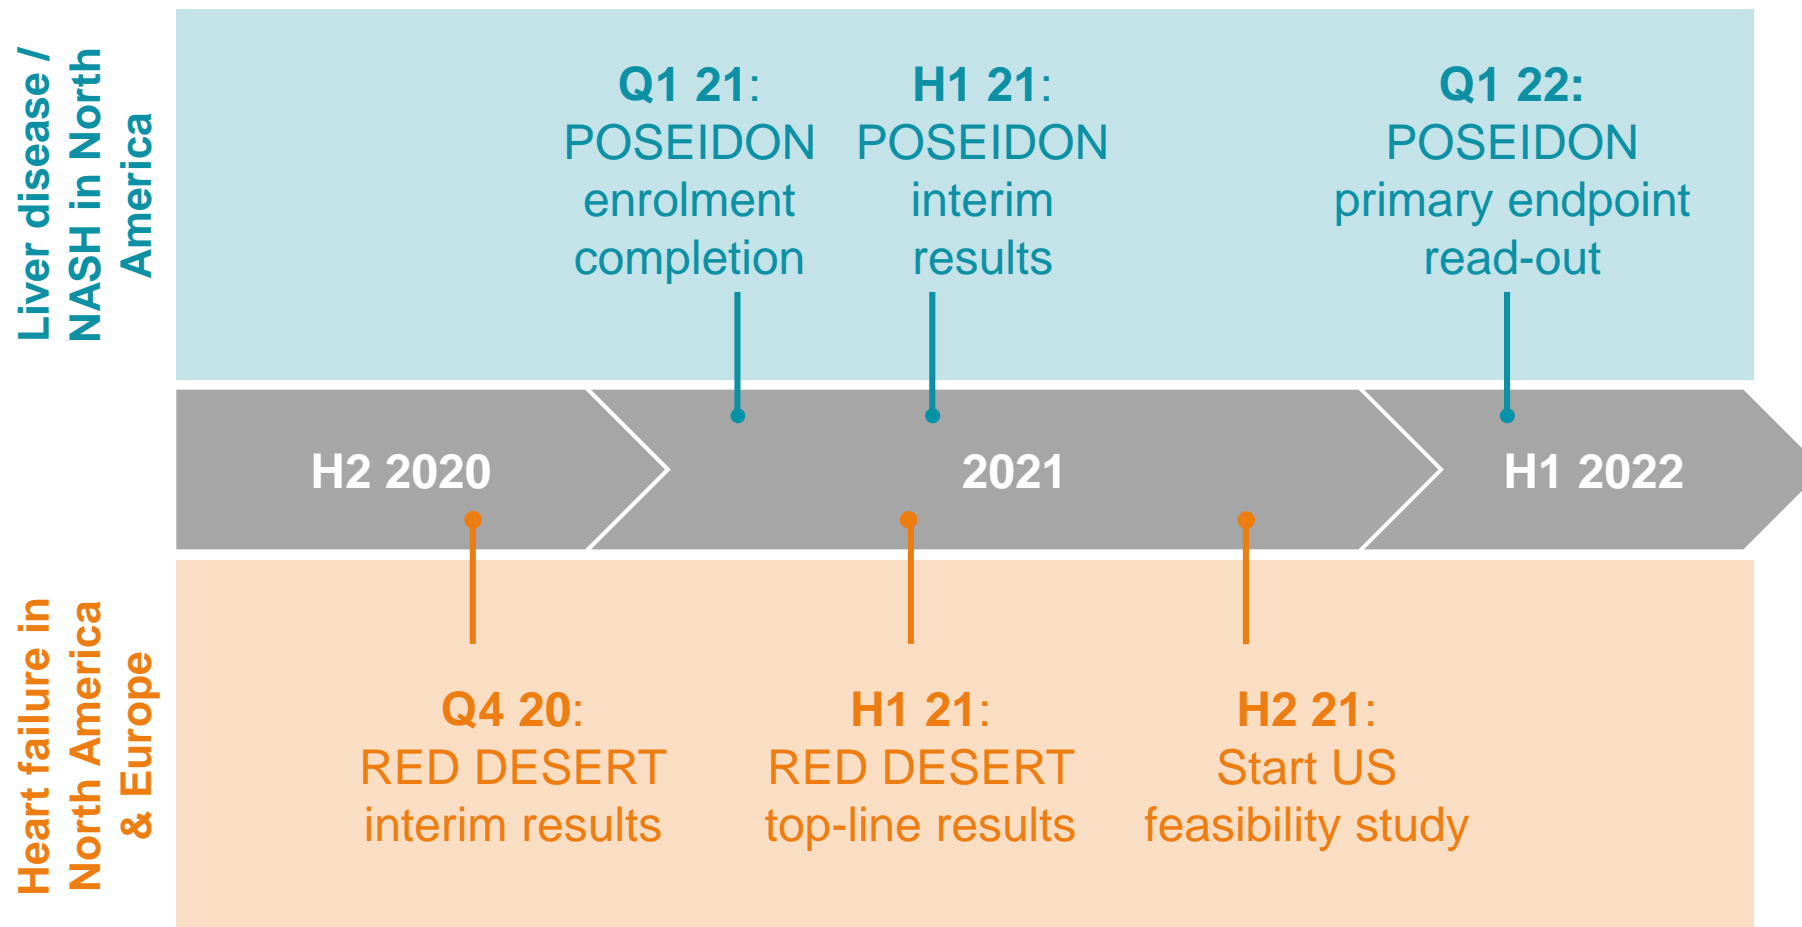 Liver disease /
NASH in North
America
Q1 21:
POSEIDON
enrolment
completion
H1 21:
POSEIDON
interim
results
Q1 22:
POSEIDON
primary endpoint
read-out
H2 2020
2021
H1 2022
Heart failure in
North America
& Europe
Q4 20:
RED DESERT
interim results
H1 21:
RED DESERT
top-line results
H2 21:
Start US
feasibility study